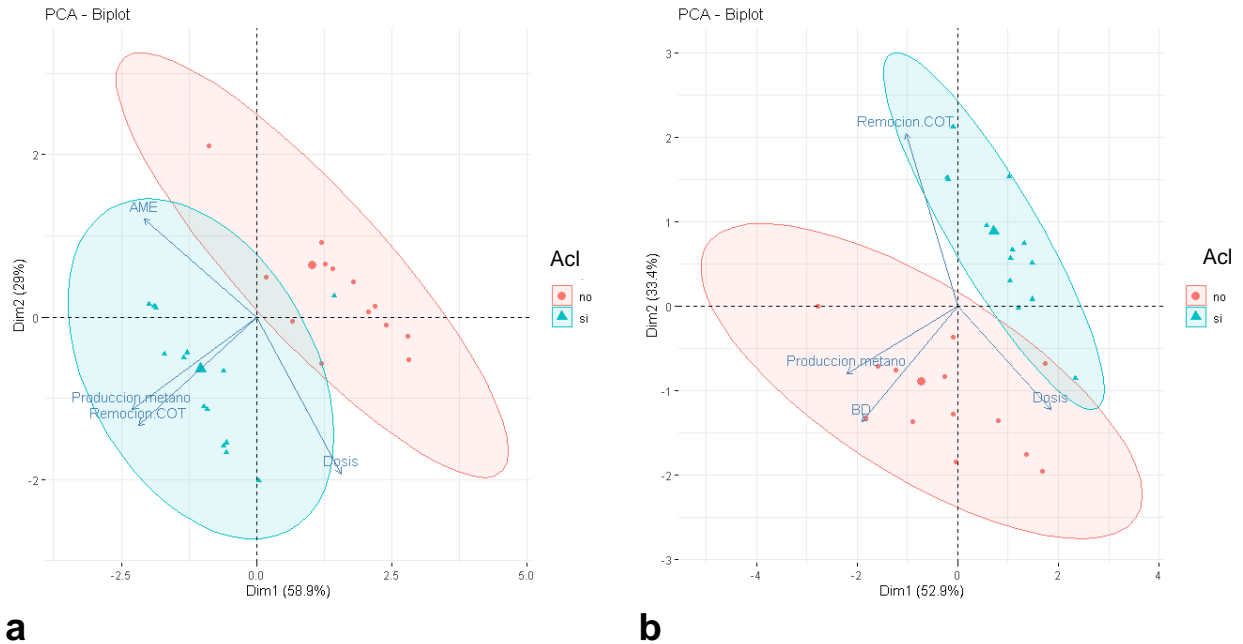 PCA - Biplot
2
0
-2
-2.5
0.0
2.5
5.0
Dim2 (29%)
Dim1 (58.9%)
AME
Produccion.metano
Remocion.COT
Dosis
Acl
no
si
a
PCA - Biplot
3
2
1
0
-1
-2
-3
-4
-2
0
2
4
Dim2 (33.4%)
Dim1 (52.9%)
Remocion.COT
Produccion.metano
BD
Dosis
Acl
no
si
b